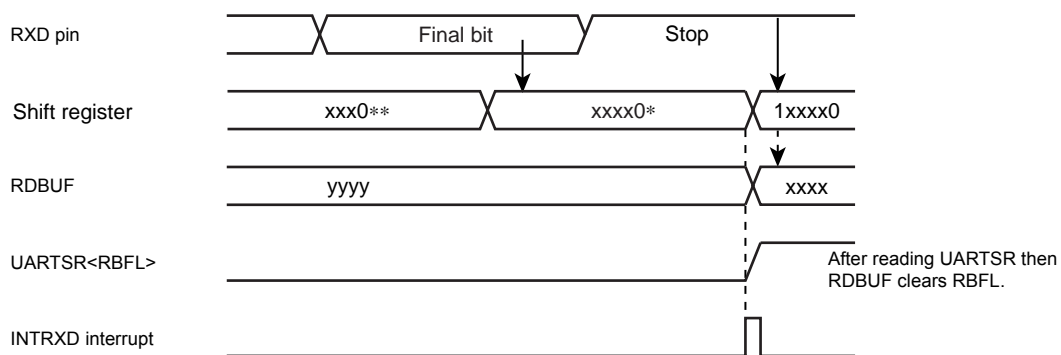 RXD pin
Final bit
Stop
Shift register
xxx0**
xxxx0*
1xxxx0
RDBUF
yyyy
xxxx
UARTSR<RBFL>
After reading UARTSR then
RDBUF clears RBFL.
INTRXD interrupt